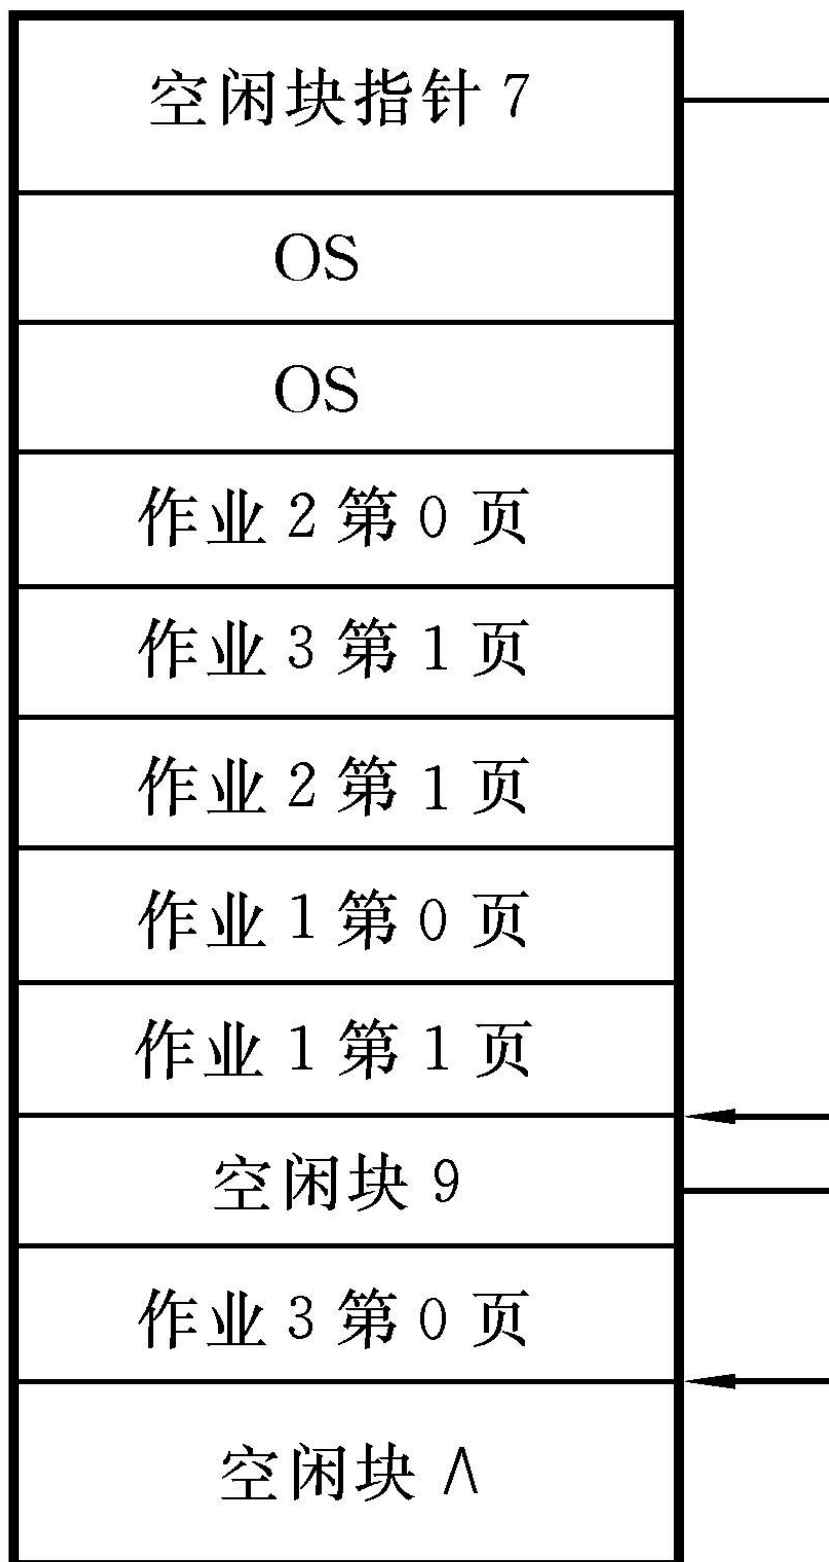 空闲块指针 7
OS
OS
作业 2 第 0 页
作业 3 第 1 页
作业 2 第 1 页
作业 1 第 0 页
作业 1 第 1 页
空闲块 9
作业 3 第 0 页
空闲块 Λ